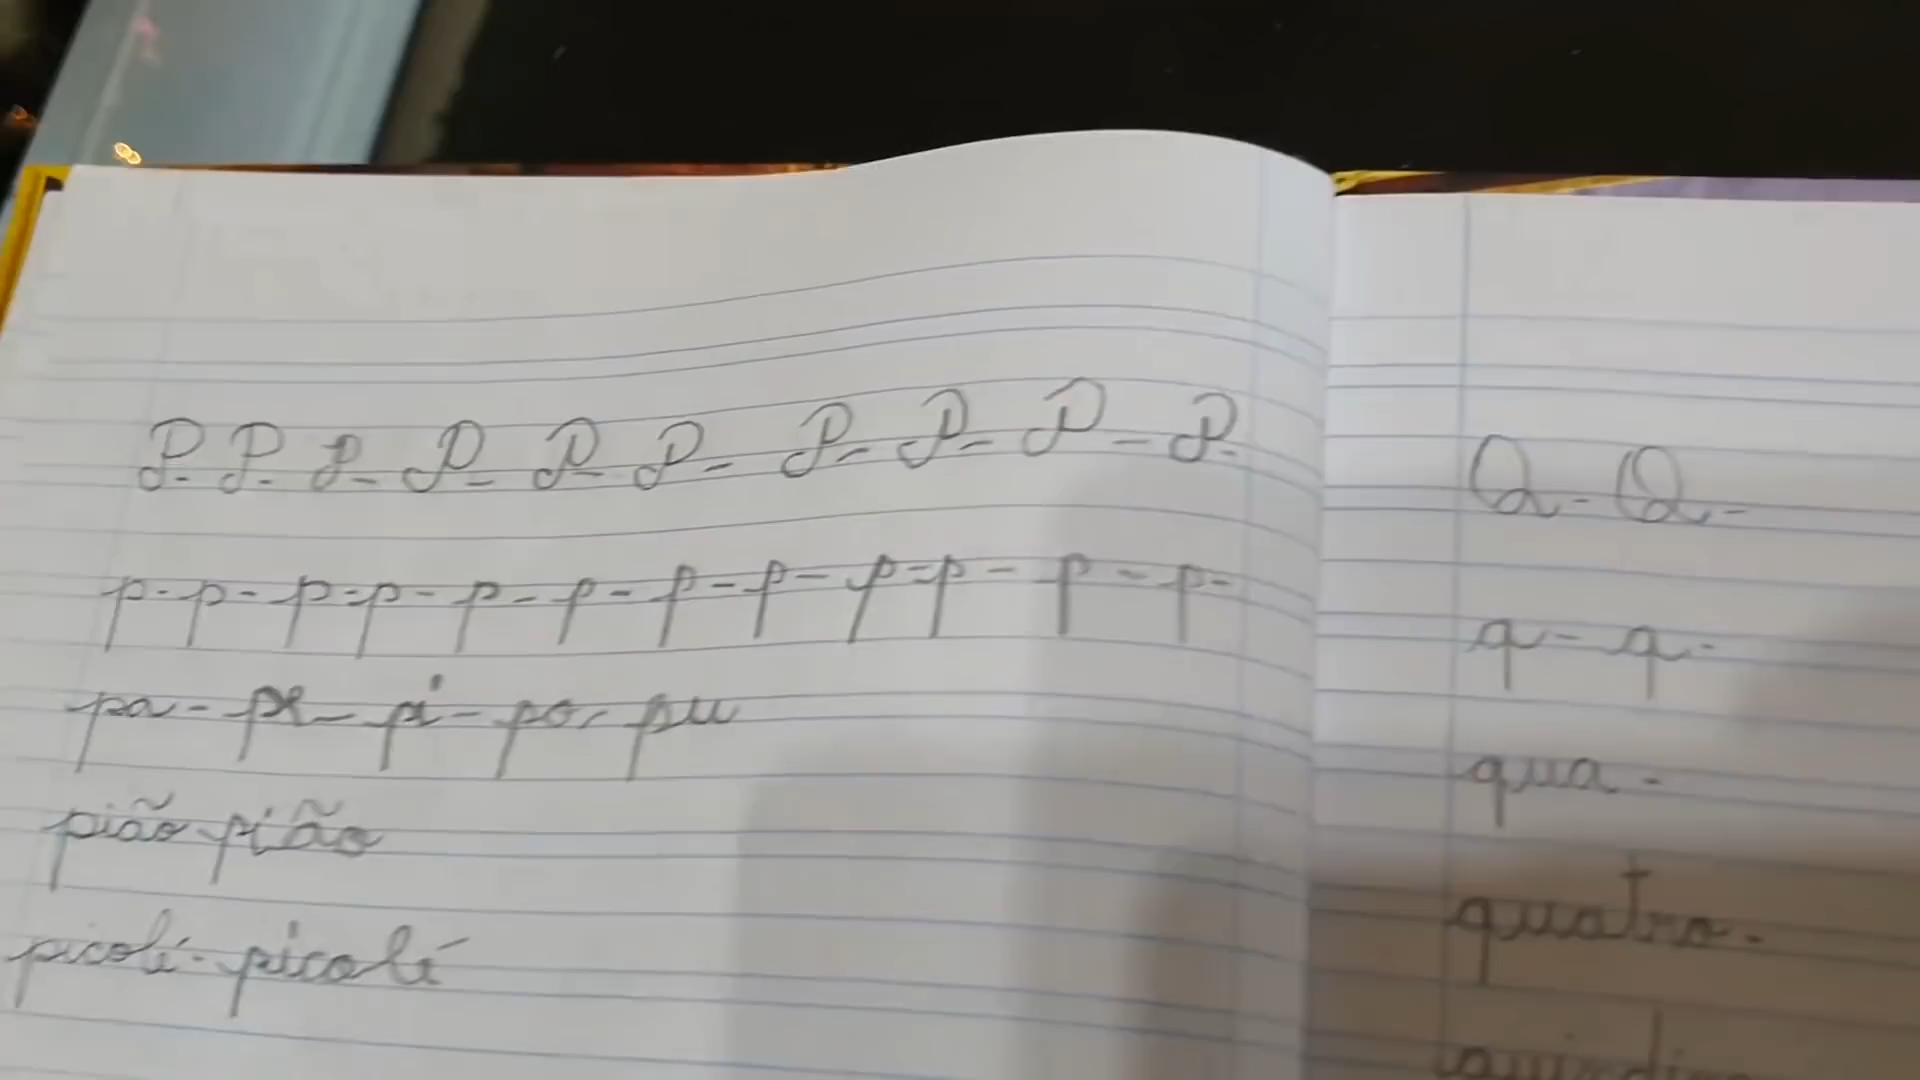 P. P. P - P - P - P - P - P - P - P.
p - p - p - p - p - p - p - p - p - p - p - p -
pa - pe - pi - po - pu
pião - pião
picolé - picolé
Q - Q -
q - q -
qua -
quatro -